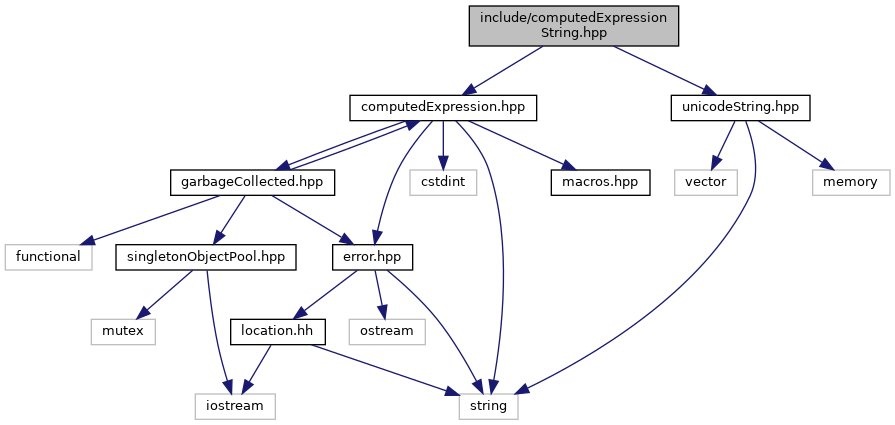 include/computedExpression
String.hpp
computedExpression.hpp
unicodeString.hpp
garbageCollected.hpp
cstdint
macros.hpp
vector
memory
functional
singletonObjectPool.hpp
error.hpp
mutex
location.hh
ostream
iostream
string